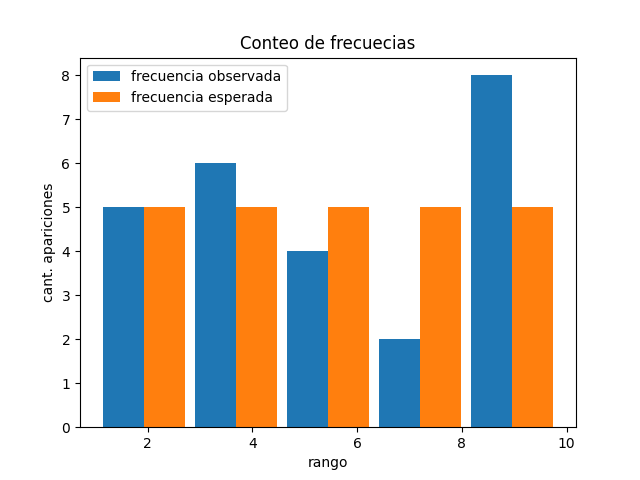 Conteo de frecuecias
frecuencia observada
frecuencia esperada
8
7
6
5
4
3
2
1
0
cant. apariciones
2 4 6 8 10
rango